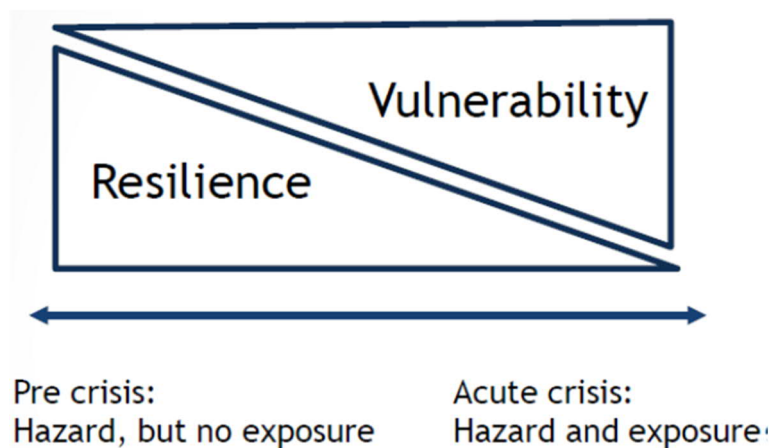 Vulnerability
Resilience
Pre crisis:
Hazard, but no exposure
Acute crisis:
Hazard and exposure